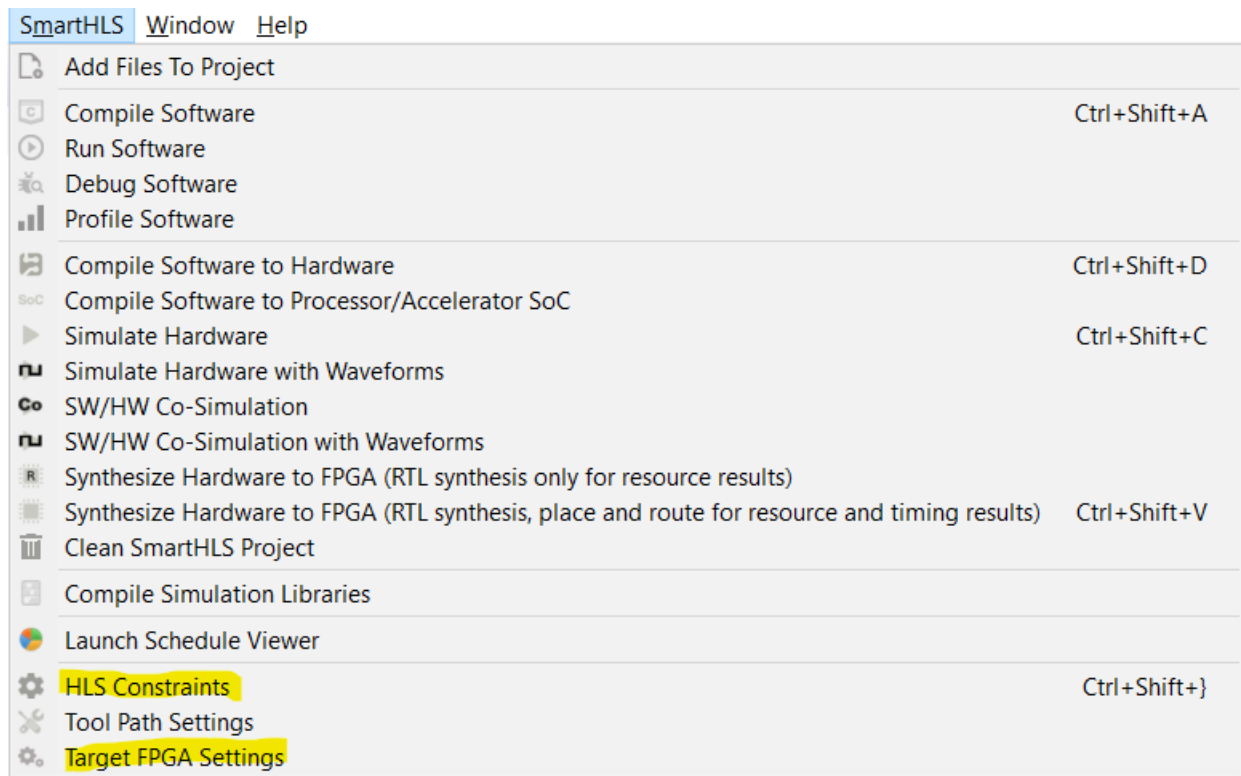 SmartHLS Window Help
Add Files To Project
Compile Software Ctrl+Shift+A
Run Software
Debug Software
Profile Software
Compile Software to Hardware Ctrl+Shift+D
SoC Compile Software to Processor/Accelerator SoC
Simulate Hardware Ctrl+Shift+C
Simulate Hardware with Waveforms
Co SW/HW Co-Simulation
SW/HW Co-Simulation with Waveforms
R Synthesize Hardware to FPGA (RTL synthesis only for resource results)
Synthesize Hardware to FPGA (RTL synthesis, place and route for resource and timing results) Ctrl+Shift+V
Clean SmartHLS Project
Compile Simulation Libraries
Launch Schedule Viewer
HLS Constraints Ctrl+Shift+}
Tool Path Settings
Target FPGA Settings